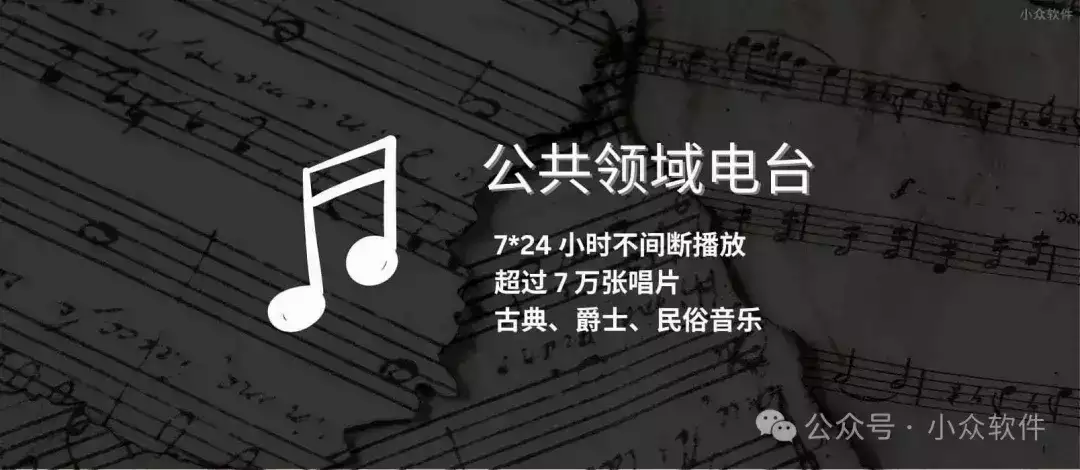 小众软件
公共领域电台
7*24 小时不间断播放
超过 7 万张唱片
古典、爵士、民俗音乐
公众号 · 小众软件